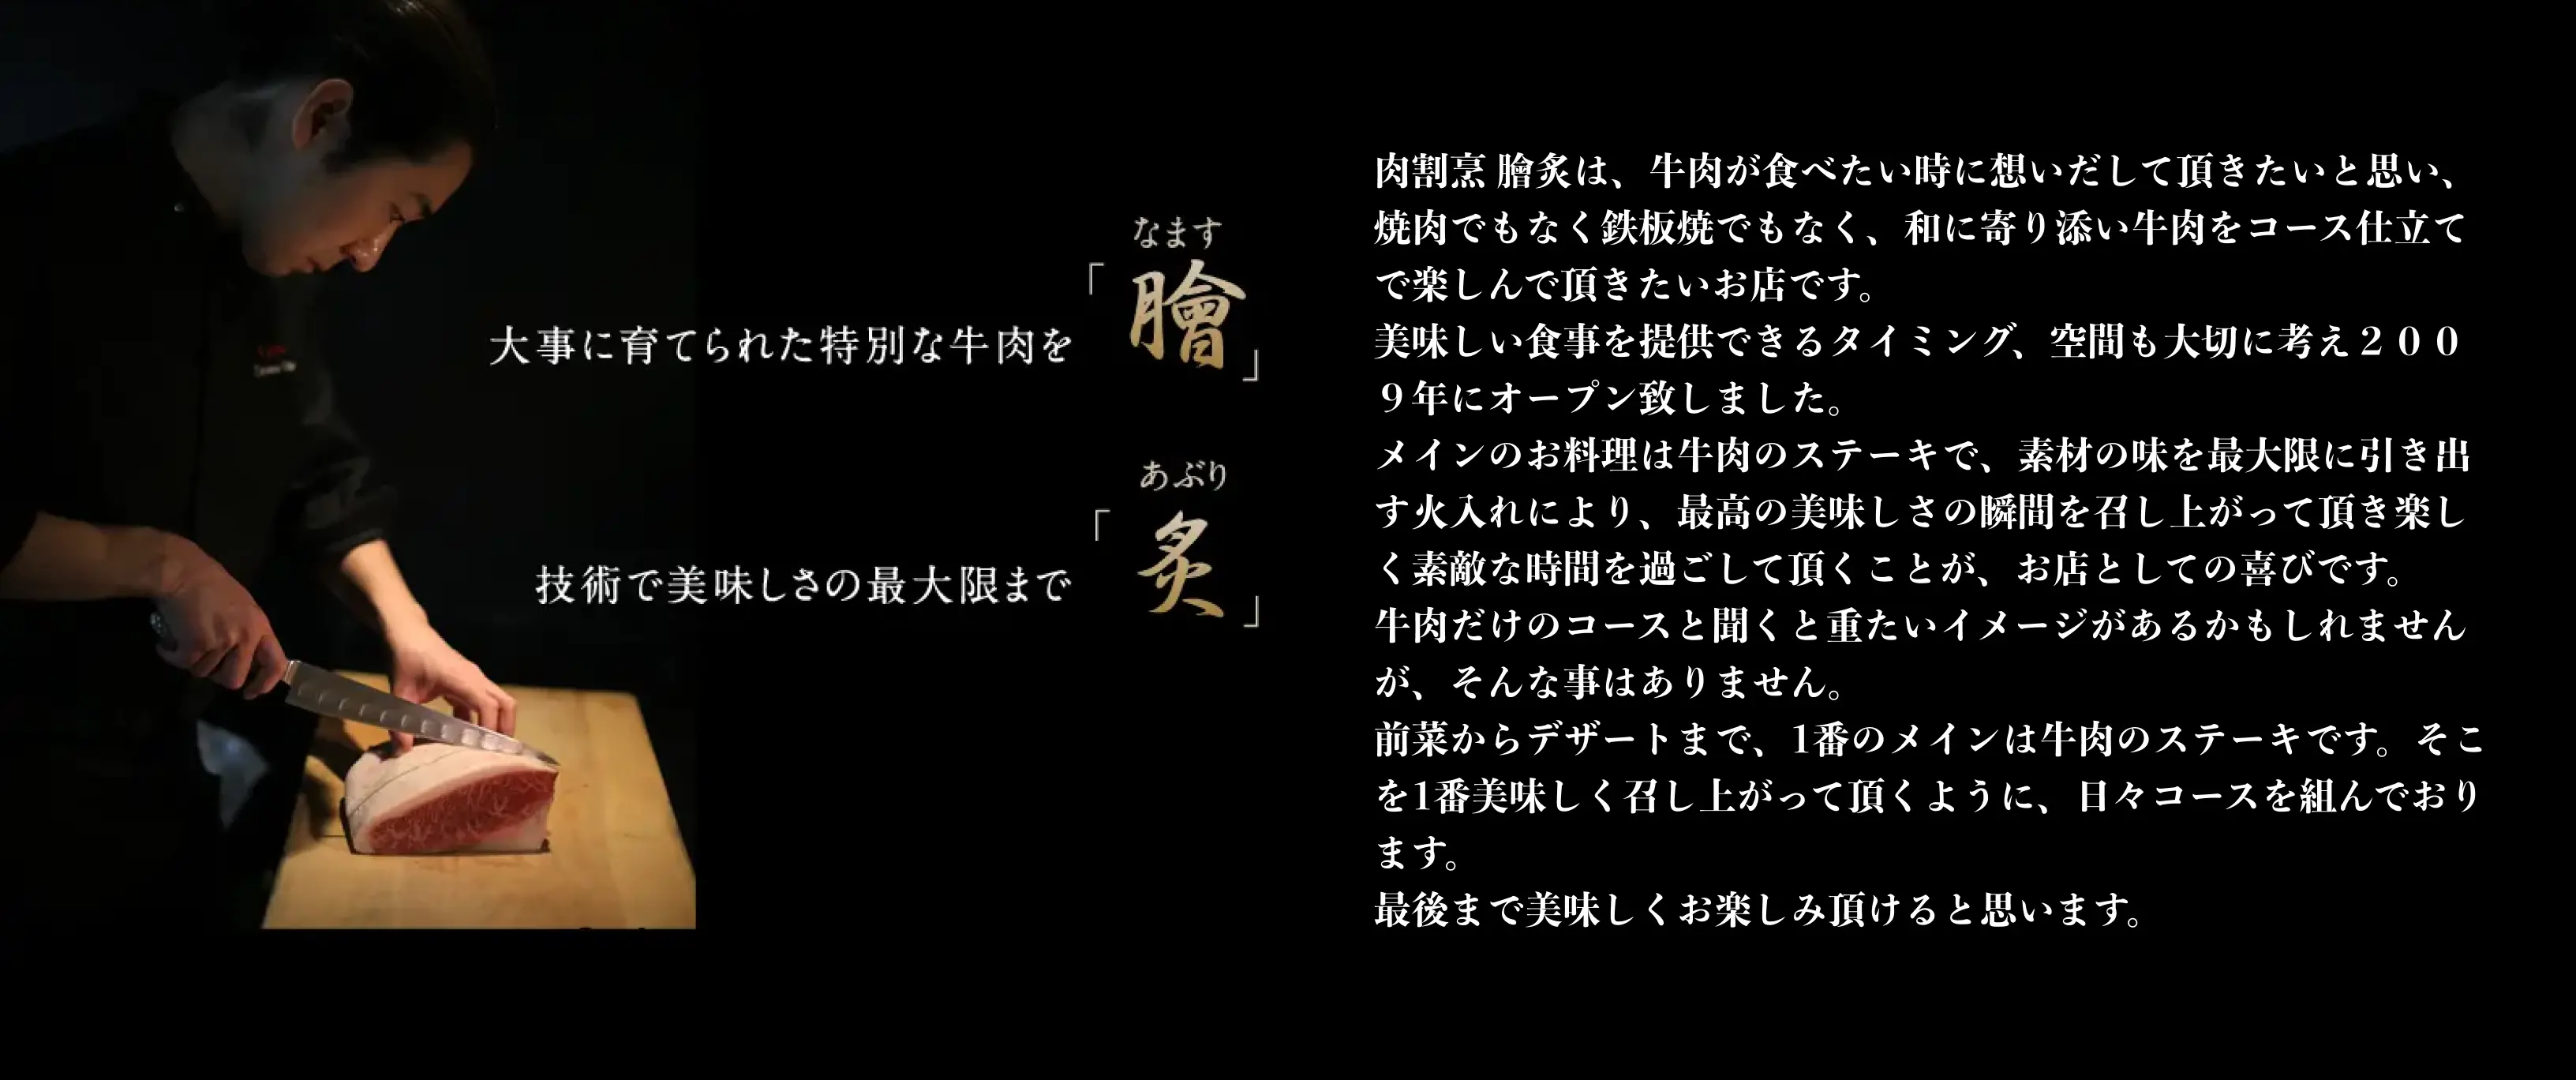 なます
大事に育てられた特別な牛肉を「膾」
あぶり
技術で美味しさの最大限まで「炙」
肉割烹 膾炙は、牛肉が食べたい時に想いだして頂きたいと思い、
焼肉でもなく鉄板焼でもなく、和に寄り添い牛肉をコース仕立て
で楽しんで頂きたいお店です。
美味しい食事を提供できるタイミング、空間も大切に考え２００
９年にオープン致しました。
メインのお料理は牛肉のステーキで、素材の味を最大限に引き出
す火入れにより、最高の美味しさの瞬間を召し上がって頂き楽し
く素敵な時間を過ごして頂くことが、お店としての喜びです。
牛肉だけのコースと聞くと重たいイメージがあるかもしれません
が、そんな事はありません。
前菜からデザートまで、1番のメインは牛肉のステーキです。そこ
を1番美味しく召し上がって頂くように、日々コースを組んでおり
ます。
最後まで美味しくお楽しみ頂けると思います。